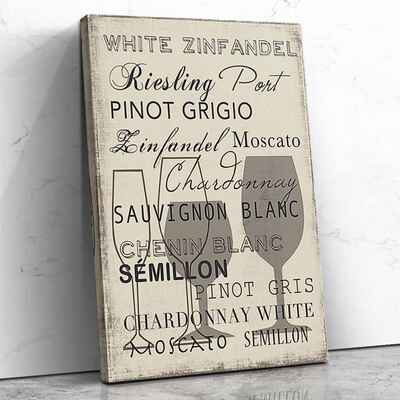 WHITE ZINFANDEL
Riesling Port
PINOT GRIGIO
Zinfandel Moscato
Chardonnay
SAUVIGNON BLANC
CHENIN BLANC
SÉMILLON
PINOT GRIS
CHARDONNAY WHITE
MOSCATO SEMILLON